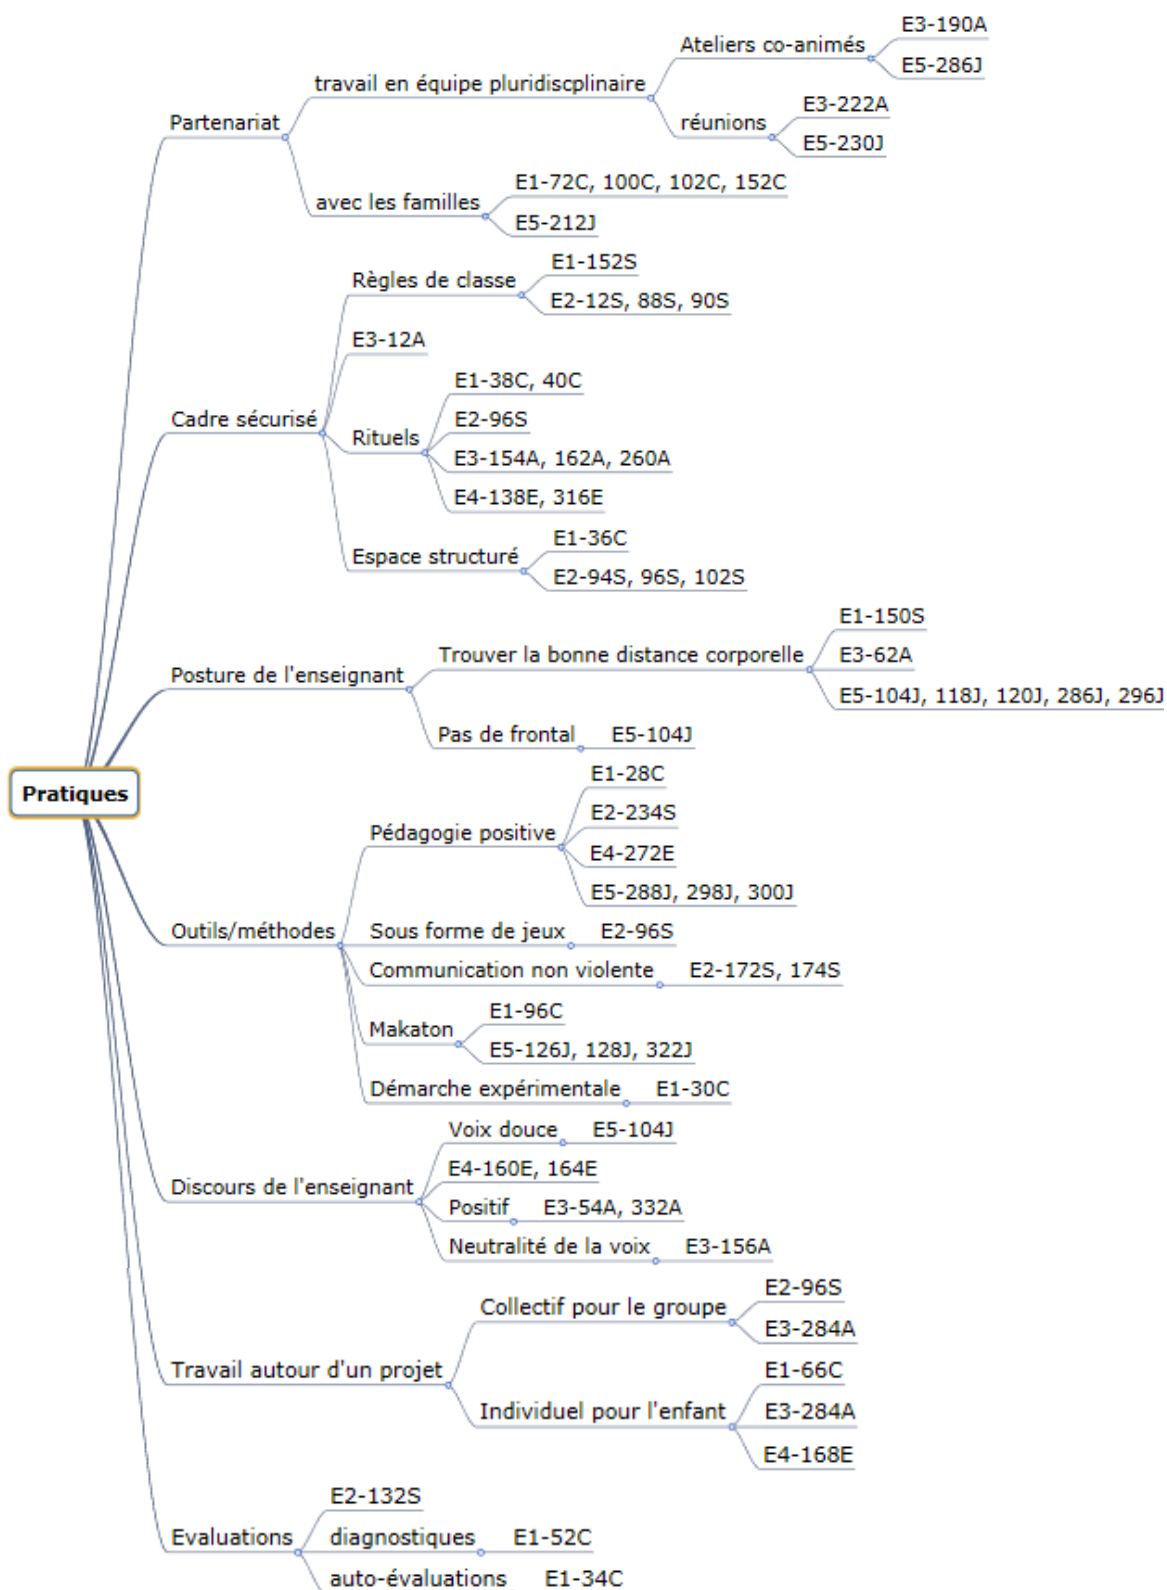 Pratiques
Partenariat
travail en équipe pluridiscplinaire
Ateliers co-animés
E3-190A
E5-286J
réunions
E3-222A
E5-230J
avec les familles
E1-72C, 100C, 102C, 152C
E5-212J
Cadre sécurisé
Règles de classe
E1-152S
E2-12S, 88S, 90S
E3-12A
Rituels
E1-38C, 40C
E2-96S
E3-154A, 162A, 260A
E4-138E, 316E
Espace structuré
E1-36C
E2-94S, 96S, 102S
Posture de l'enseignant
Trouver la bonne distance corporelle
E1-150S
E3-62A
E5-104J, 118J, 120J, 286J, 296J
Pas de frontal
E5-104J
Outils/méthodes
Pédagogie positive
E1-28C
E2-234S
E4-272E
E5-288J, 298J, 300J
Sous forme de jeux
E2-96S
Communication non violente
E2-172S, 174S
Makaton
E1-96C
E5-126J, 128J, 322J
Démarche expérimentale
E1-30C
Discours de l'enseignant
Voix douce
E5-104J
E4-160E, 164E
Positif
E3-54A, 332A
Neutralité de la voix
E3-156A
Travail autour d'un projet
Collectif pour le groupe
E2-96S
E3-284A
Individuel pour l'enfant
E1-66C
E3-284A
E4-168E
Evaluations
E2-132S
diagnostiques
E1-52C
auto-évaluations
E1-34C